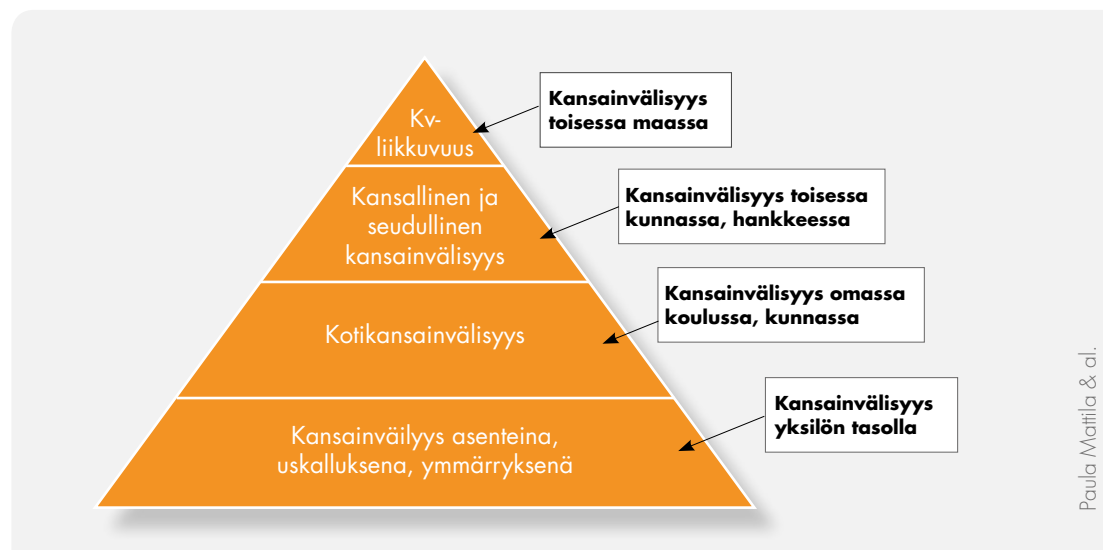 Kv-
liikkuvuus
Kansainvälisyys
toisessa maassa
Kansallinen ja
seudullinen
kansainvälisyys
Kansainvälisyys toisessa
kunnassa, hankkeessa
Kotikansainvälisyys
Kansainvälisyys omassa
koulussa, kunnassa
Kansainväilyys asenteina,
uskalluksena, ymmärryksenä
Kansainvälisyys
yksilön tasolla
Paula Mattila & al.